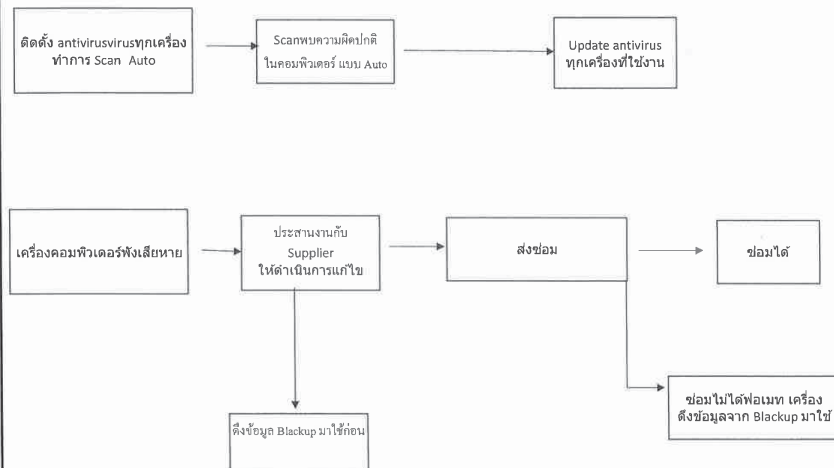 ติดตั้ง antivirusvirusทุกเครื่อง
ทำการ Scan Auto
Scanพบความผิดปกติ
ในคอมพิวเตอร์ แบบ Auto
Update antivirus
ทุกเครื่องที่ใช้งาน
เครื่องคอมพิวเตอร์พังเสียหาย
ประสานงานกับ
Supplier
ให้ดำเนินการแก้ไข
ส่งซ่อม
ซ่อมได้
ซ่อมไม่ได้ฟอเมท เครื่อง
ดึงข้อมูลจาก Blackup มาใช้
ดึงข้อมูล Blackup มาใช้ก่อน